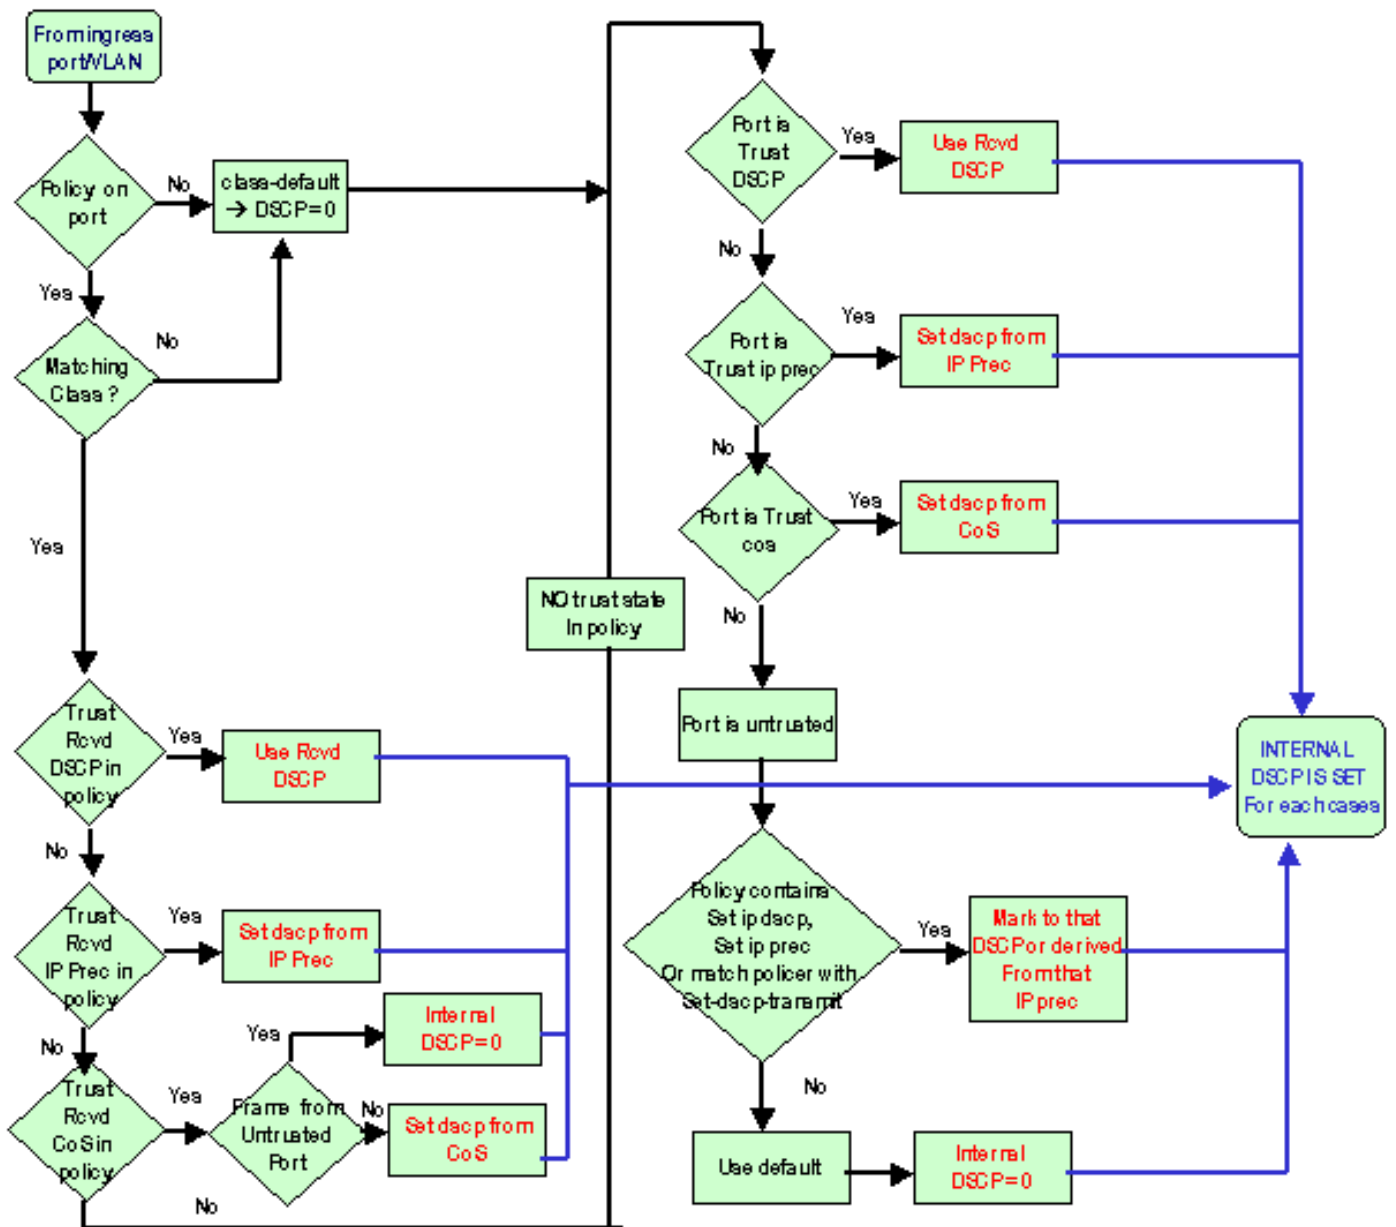 From ingress
port/VLAN
Policy on
port
No
class-default
→ DSCP=0
Yes
Matching
Class?
No
Yes
Trust
Rcvd
DSCP in
policy
Yes
Use Rcvd
DSCP
No
Trust
Rcvd
IP Prec in
policy
Yes
Set dscp from
IP Prec
No
Trust
Rcvd
CoS in
policy
Yes
Frame from
Untrusted
Port
Yes
Internal
DSCP=0
No
Set dscp from
CoS
No
NO trust state
In policy
Port is
Trust
DSCP
Yes
Use Rcvd
DSCP
No
Port is
Trust ip prec
Yes
Set dscp from
IP Prec
No
Port is Trust
cos
Yes
Set dscp from
CoS
No
Port is untrusted
Policy contains
Set ip dscp,
Set ip prec
Or match policer with
Set-dscp-transmit
Yes
Mark to that
DSCP or derived
From that
IP prec
No
Use default
Internal
DSCP=0
INTERNAL
DSCP IS SET
For each cases